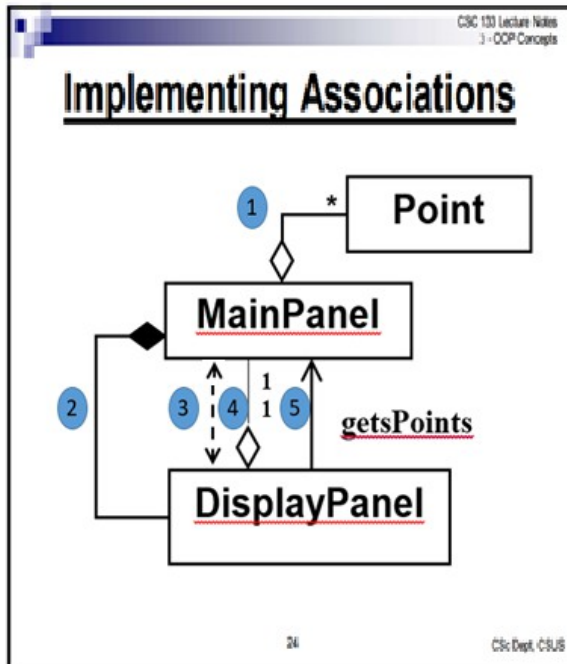 CSC 133 Lecture Notes
3 - OOP Concepts
Implementing Associations
1
*
Point
MainPanel
2
3
4
1
1
5
getsPoints
DisplayPanel
24
CSc Dept, CSUS